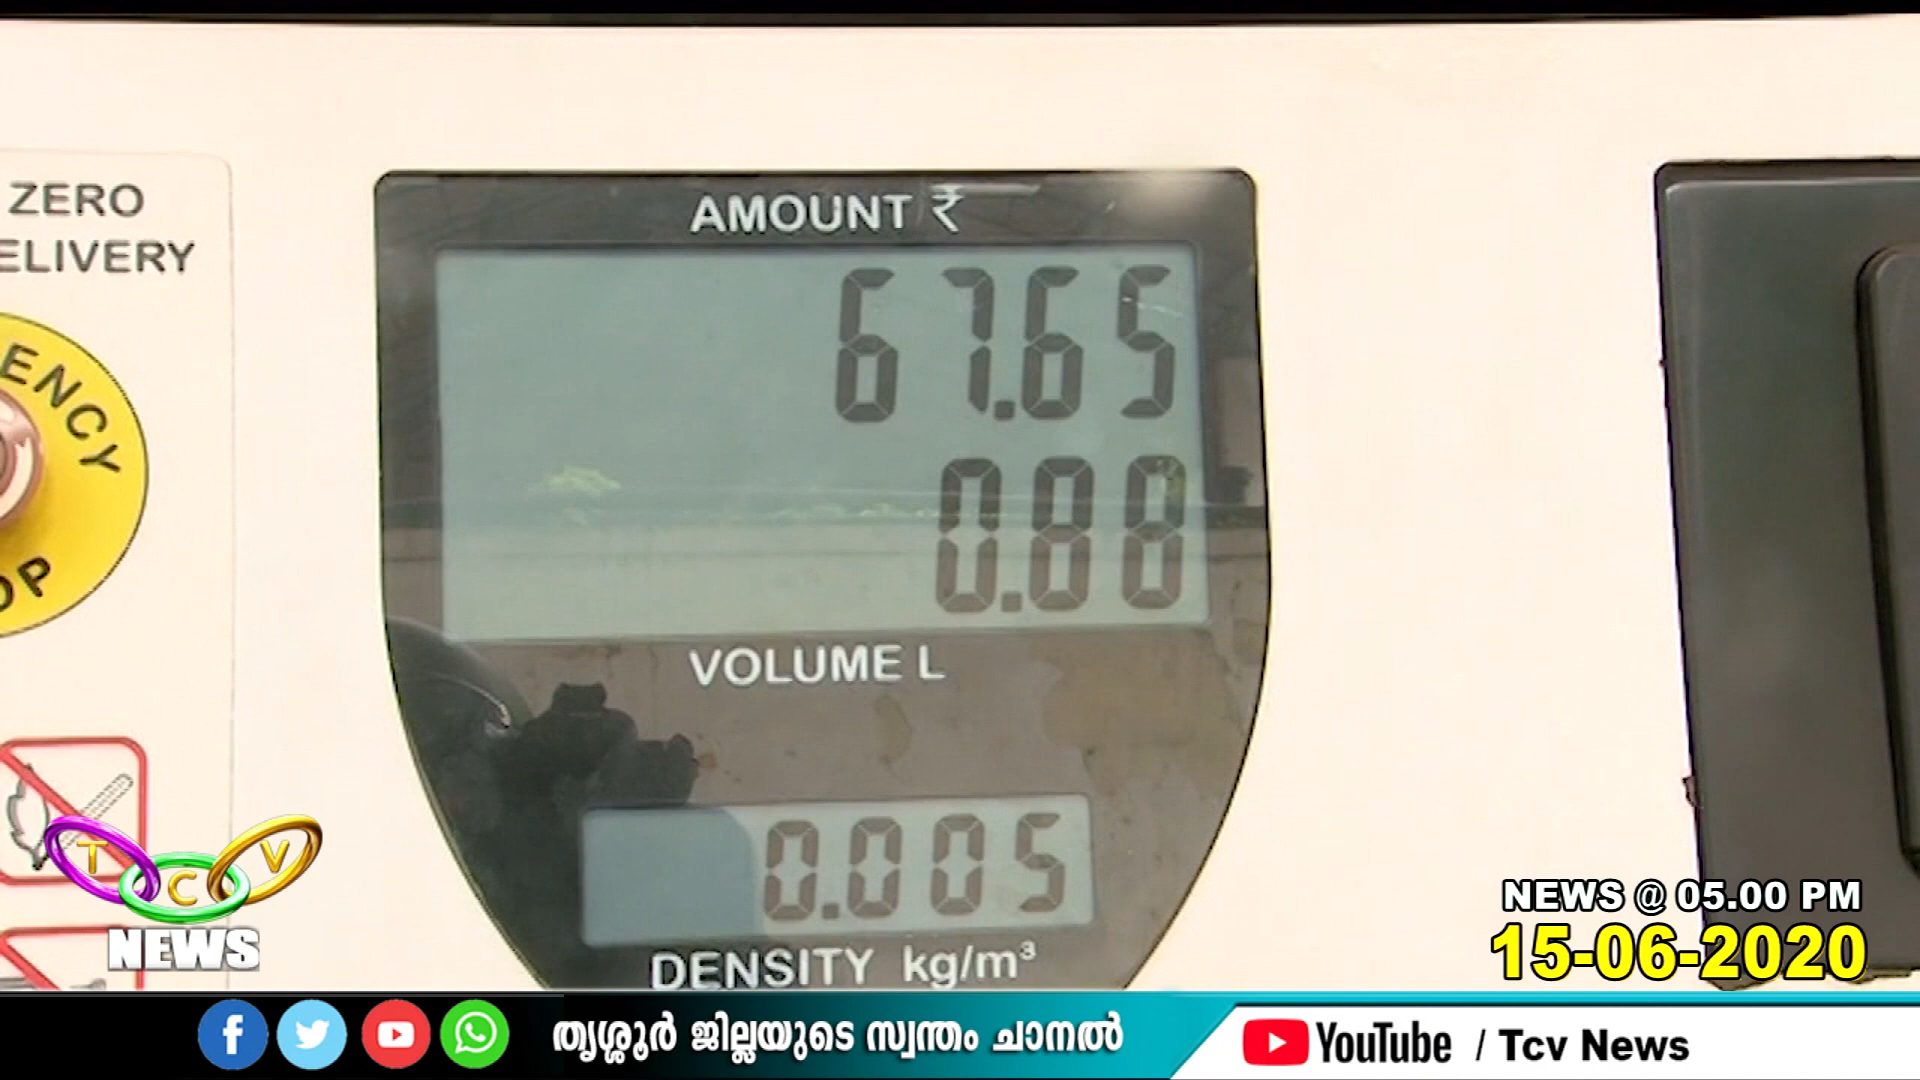 ZERO
ELIVERY
ENCY
OP
AMOUNT ₹
67.65
0.88
VOLUME L
0.005
DENSITY kg/m³
T C V
NEWS
NEWS @ 05.00 PM
15-06-2020
തൃശ്ശൂർ ജില്ലയുടെ സ്വന്തം ചാനൽ
YouTube / Tcv News